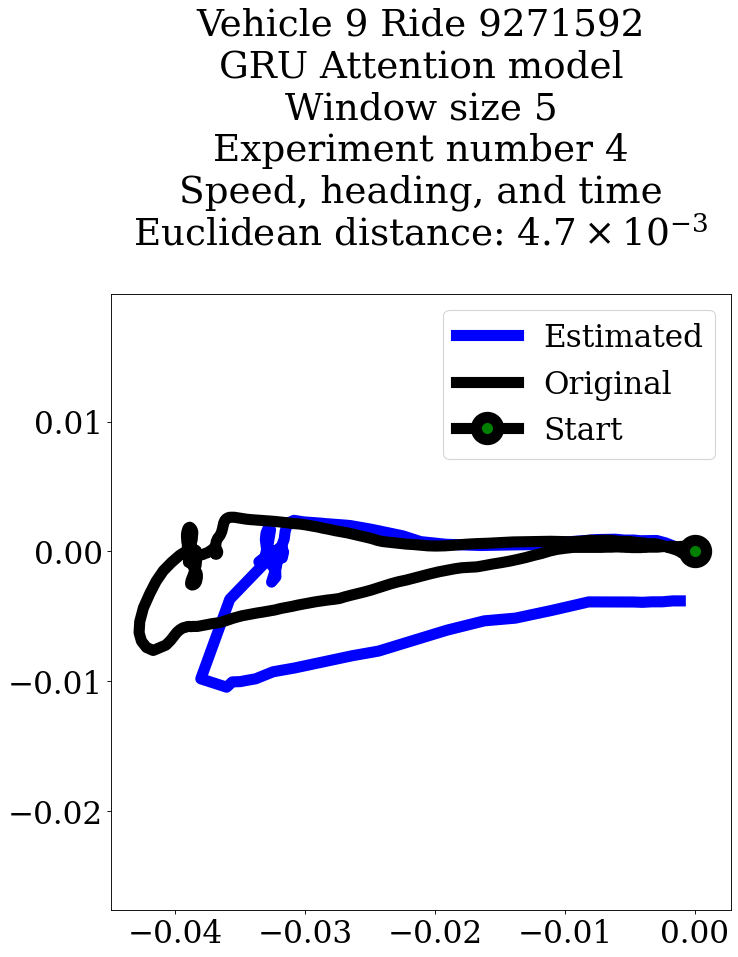 Vehicle 9 Ride 9271592
GRU Attention model
Window size 5
Experiment number 4
Speed, heading, and time
Euclidean distance: 4.7 × 10⁻³
Estimated
Original
Start
0.01
0.00
−0.01
−0.02
−0.04
−0.03
−0.02
−0.01
0.00